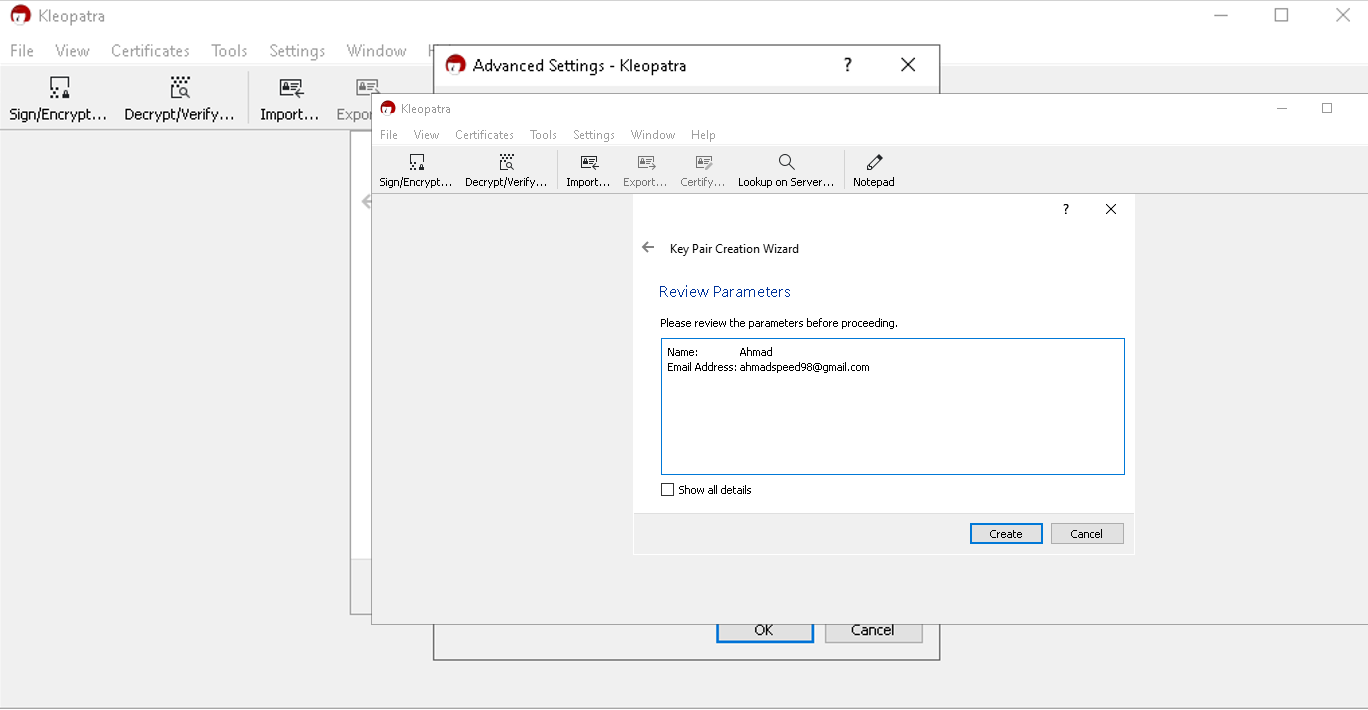 Kleopatra
File View Certificates Tools Settings Window
Advanced Settings - Kleopatra ?
Sign/Encrypt... Decrypt/Verify... Import...
Kleopatra
File View Certificates Tools Settings Window Help
Sign/Encrypt... Decrypt/Verify... Import... Export... Certify... Lookup on Server... Notepad
?
Key Pair Creation Wizard
Review Parameters
Please review the parameters before proceeding.
Name: Ahmad
Email Address: ahmadspeed98@gmail.com
Show all details
Create Cancel
OK Cancel